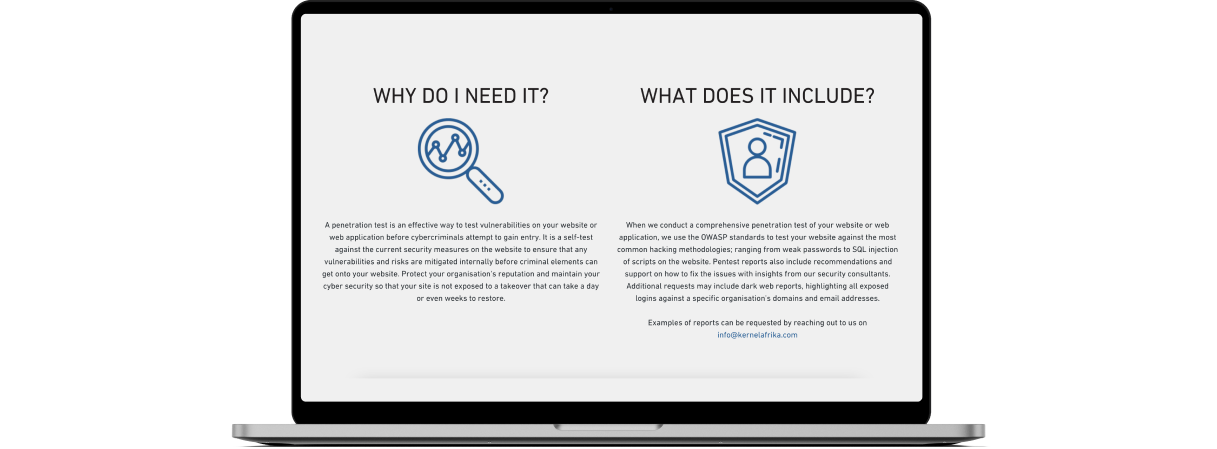 WHY DO I NEED IT?
A penetration test is an effective way to test vulnerabilities on your website or
web application before cybercriminals attempt to gain entry. It is a self-test
against the current security measures on the website to ensure that any
vulnerabilities and risks are mitigated internally before criminal elements can
get onto your website. Protect your organisation's reputation and maintain your
cyber security so that your site is not exposed to a takeover that can take a day
or even weeks to restore.
WHAT DOES IT INCLUDE?
When we conduct a comprehensive penetration test of your website or web
application, we use the OWASP standards to test your website against the most
common hacking methodologies; ranging from weak passwords to SQL injection
of scripts on the website. Pentest reports also include recommendations and
support on how to fix the issues with insights from our security consultants.
Additional requests may include dark web reports, highlighting all exposed
logins against a specific organisation's domains and email addresses.
Examples of reports can be requested by reaching out to us on
info@kernelafrika.com